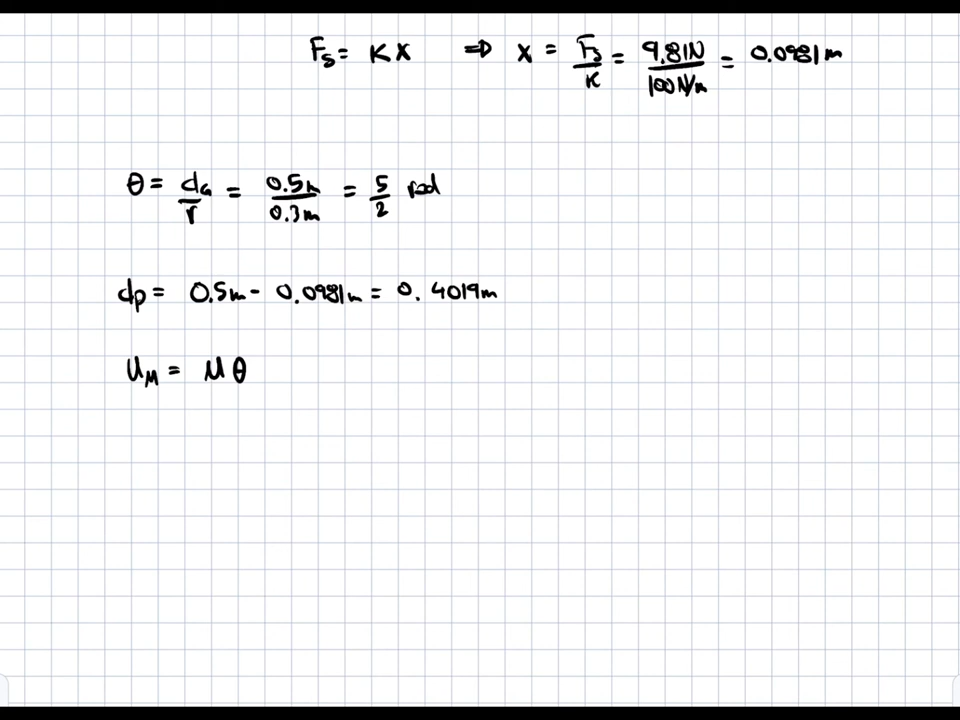 Fs = Kx ⇒ x = Fs/K = 9.81N/100N/m = 0.0981m
θ = dG/r = 0.5m/0.3m = 5/2 rad
dp = 0.5m - 0.0981m = 0.4019m
UM = Mθ